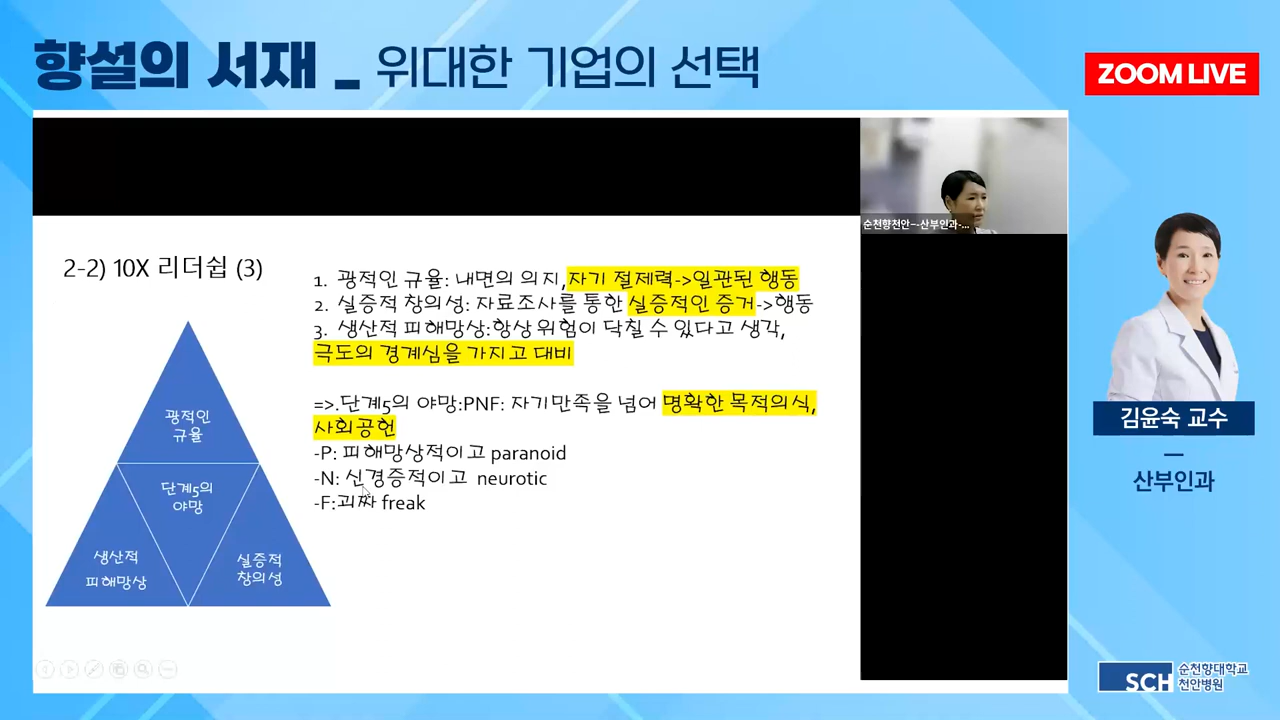 향설의 서재 _ 위대한 기업의 선택
ZOOM LIVE
순천향천안--산부인과-...
2-2) 10X 리더쉽 (3)
1. 광적인 규율: 내면의 의지,자기 절제력->일관된 행동
2. 실증적 창의성: 자료조사를 통한 실증적인 증거->행동
3. 생산적 피해망상:항상 위험이 닥칠 수 있다고 생각,
극도의 경계심을 가지고 대비
=>.단계5의 야망:PNF: 자기만족을 넘어 명확한 목적의식,
사회공헌
-P: 피해망상적이고 paranoid
-N: 신경증적이고 neurotic
-F:괴짜 freak
광적인
규율
단계5의
야망
생산적
피해망상
실증적
창의성
김윤숙 교수
산부인과
SCH 순천향대학교
천안병원